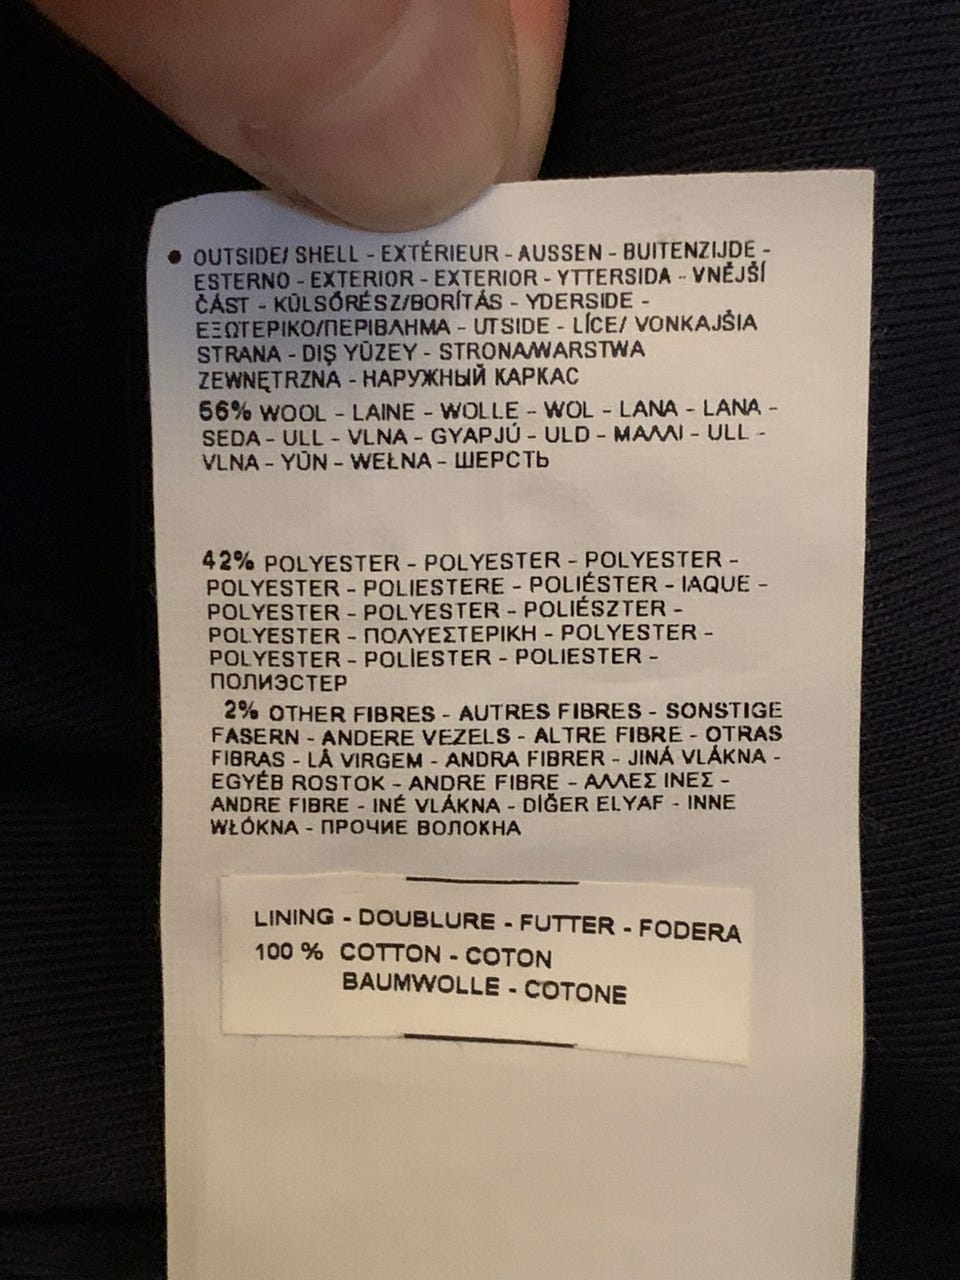 • OUTSIDE/ SHELL - EXTÉRIEUR - AUSSEN - BUITENZIJDE -
ESTERNO - EXTERIOR - EXTERIOR - YTTERSIDA - VNĚJŠÍ
ČÁST - KÜLSŐRÉSZ/BORÍTÁS - YDERSIDE -
ΕΞΩΤΕΡΙΚΟ/ΠΕΡΙΒΛΗΜΑ - UTSIDE - LÍCE/ VONKAJŠIA
STRANA - DIŞ YÜZEY - STRONA/WARSTWA
ZEWNĘTRZNA - НАРУЖНЫЙ КАРКАС
56% WOOL - LAINE - WOLLE - WOL - LANA - LANA -
SEDA - ULL - VLNA - GYAPJÚ - ULD - ΜΑΛΛΙ - ULL -
VLNA - YÜN - WEŁNA - ШЕРСТЬ
42% POLYESTER - POLYESTER - POLYESTER -
POLYESTER - POLIESTERE - POLIÉSTER - IAQUE -
POLYESTER - POLYESTER - POLIÉSZTER -
POLYESTER - ΠΟΛΥΕΣΤΕΡΙΚΗ - POLYESTER -
POLYESTER - POLİESTER - POLIESTER -
ПОЛИЭСТЕР
2% OTHER FIBRES - AUTRES FIBRES - SONSTIGE
FASERN - ANDERE VEZELS - ALTRE FIBRE - OTRAS
FIBRAS - LÂ VIRGEM - ANDRA FIBRER - JINÁ VLÁKNA -
EGYÉB ROSTOK - ANDRE FIBRE - ΑΛΛΕΣ ΙΝΕΣ -
ANDRE FIBRE - INÉ VLÁKNA - DİĞER ELYAF - INNE
WŁÓKNA - ПРОЧИЕ ВОЛОКНА
LINING - DOUBLURE - FUTTER - FODERA
100 % COTTON - COTON
BAUMWOLLE - COTONE